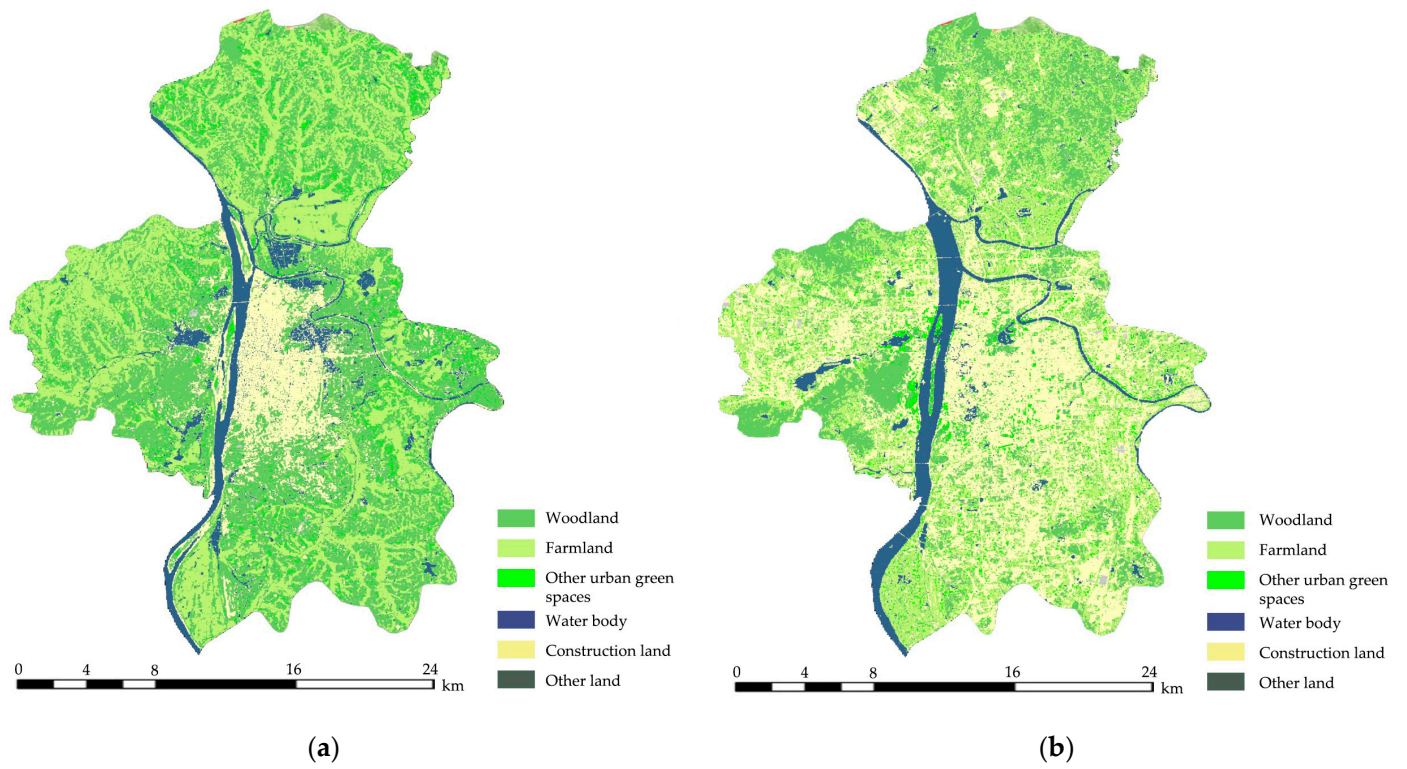 Woodland
Farmland
Other urban green
spaces
Water body
Construction land
Other land
0 4 8 16 24
km
(a)
Woodland
Farmland
Other urban green
spaces
Water body
Construction land
Other land
0 4 8 16 24
km
(b)